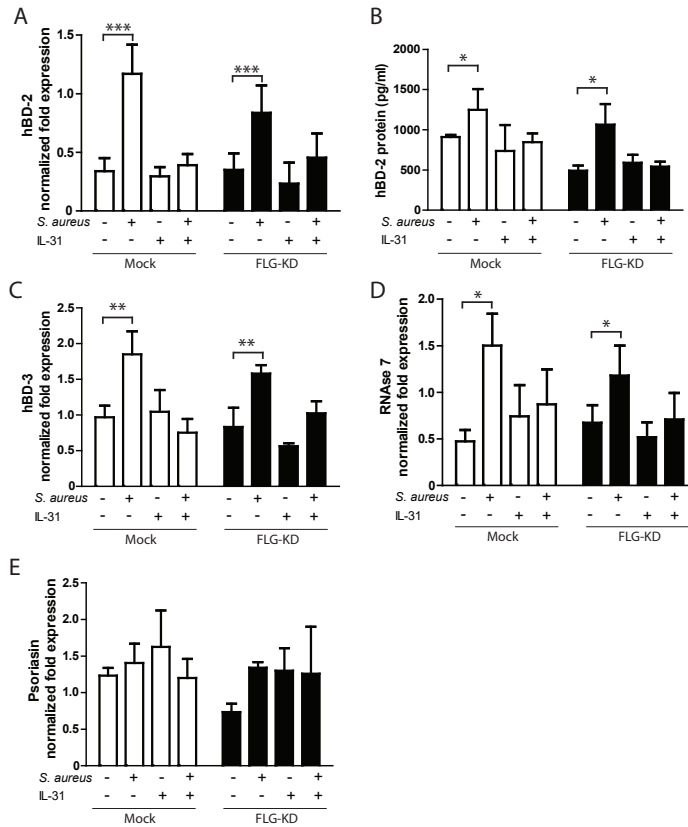 A
hBD-2
normalized fold expression
1.5
1.0
0.5
0
***
***
S. aureus - + - + - + - +
IL-31 - - + + - - + +
Mock FLG-KD
B
hBD-2 protein (pg/ml)
2000
1500
1000
500
0
*
*
S. aureus - + - + - + - +
IL-31 - - + + - - + +
Mock FLG-KD
C
hBD-3
normalized fold expression
2.5
2.0
1.5
1.0
0.5
0
**
**
S. aureus - + - + - + - +
IL-31 - - + + - - + +
Mock FLG-KD
D
RNAse 7
normalized fold expression
2.0
1.5
1.0
0.5
0
*
*
S. aureus - + - + - + - +
IL-31 - - + + - - + +
Mock FLG-KD
E
Psoriasin
normalized fold expression
2.5
2.0
1.5
1.0
0.5
0
S. aureus - + - + - + - +
IL-31 - - + + - - + +
Mock FLG-KD